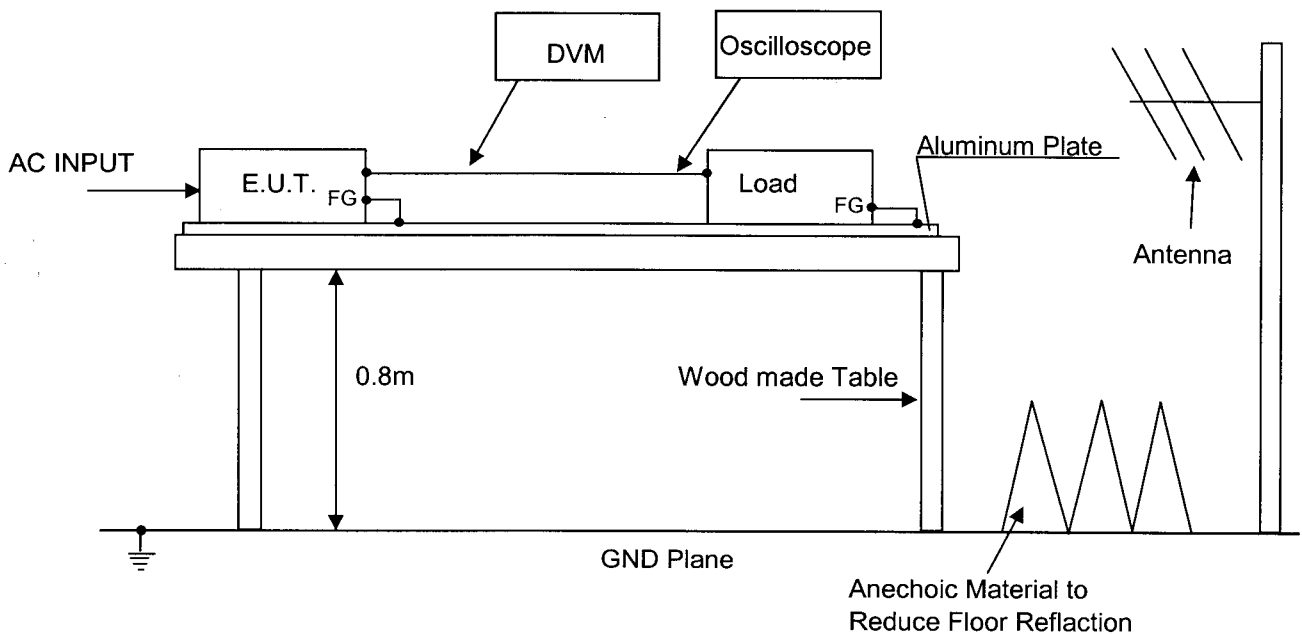 DVM
Oscilloscope
AC INPUT
E.U.T.
FG
Load
FG
Aluminum Plate
Antenna
0.8m
Wood made Table
GND Plane
Anechoic Material to
Reduce Floor Reflaction